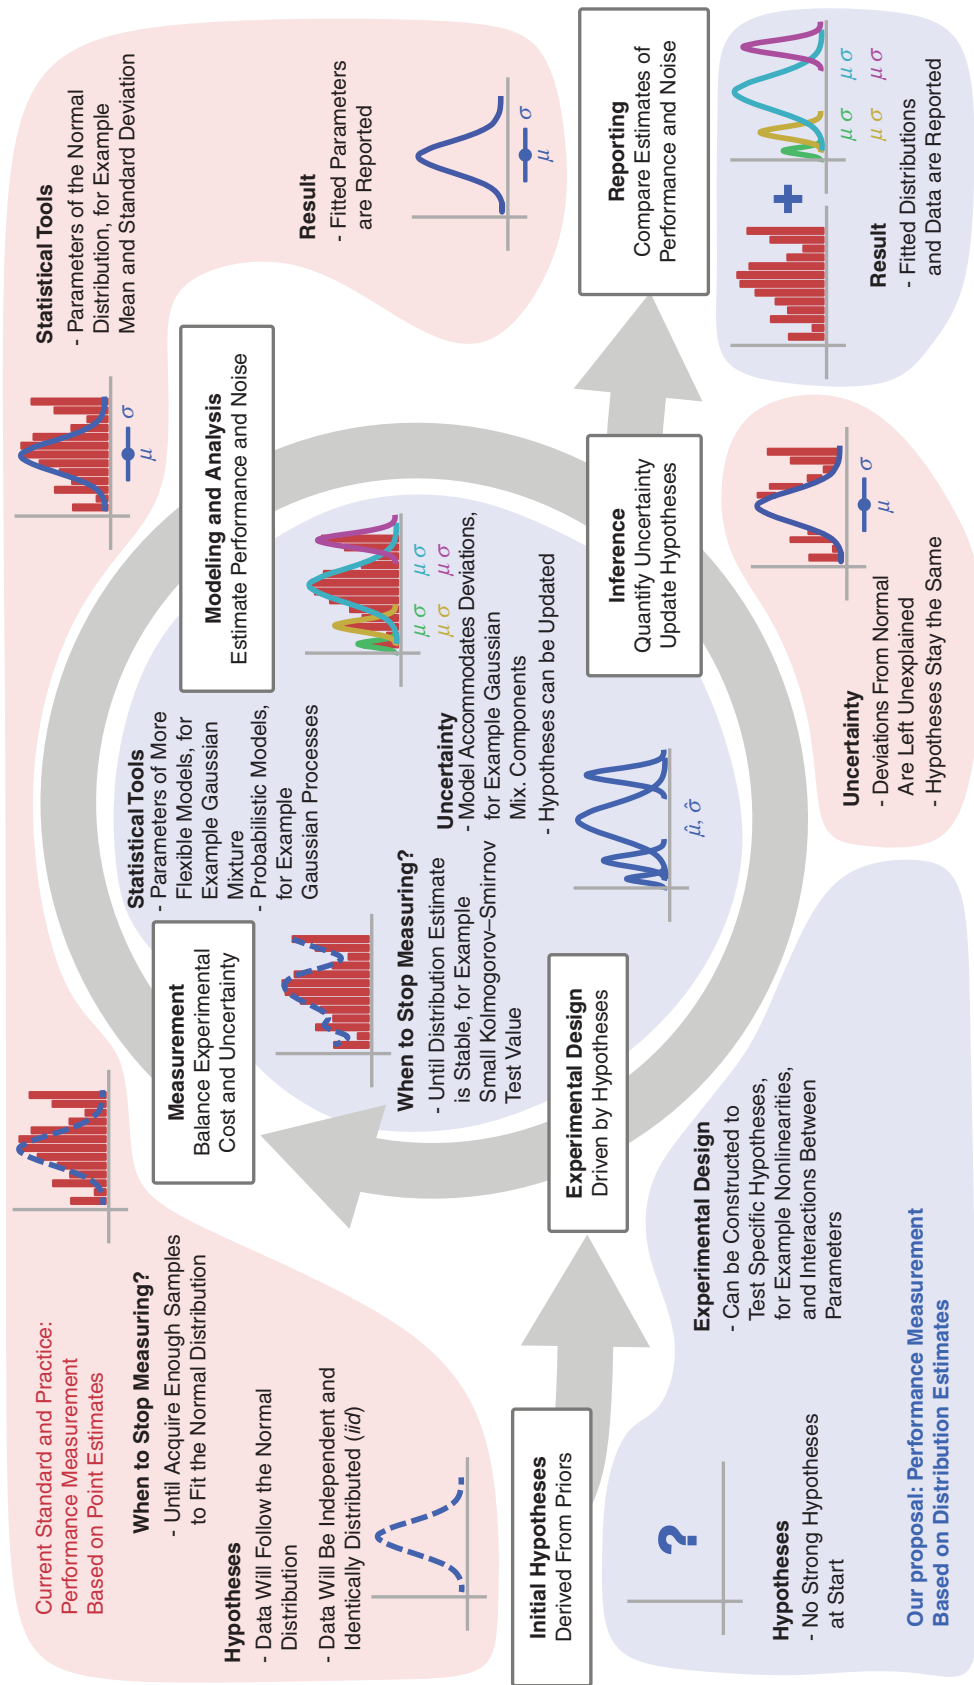 Current Standard and Practice:
Performance Measurement
Based on Point Estimates
When to Stop Measuring?
- Until Acquire Enough Samples
to Fit the Normal Distribution
Hypotheses
- Data Will Follow the Normal
Distribution
- Data Will Be Independent and
Identically Distributed (iid)
Statistical Tools
- Parameters of the Normal
Distribution, for Example
Mean and Standard Deviation
μ σ
Result
- Fitted Parameters
are Reported
μ σ
Initial Hypotheses
Derived From Priors
Experimental Design
Driven by Hypotheses
Measurement
Balance Experimental
Cost and Uncertainty
Modeling and Analysis
Estimate Performance and Noise
Inference
Quantify Uncertainty
Update Hypotheses
Reporting
Compare Estimates of
Performance and Noise
Statistical Tools
- Parameters of More
Flexible Models, for
Example Gaussian
Mixture
- Probabilistic Models,
for Example
Gaussian Processes
μ σ μ σ
μ σ μ σ
When to Stop Measuring?
- Until Distribution Estimate
is Stable, for Example
Small Kolmogorov–Smirnov
Test Value
Uncertainty
- Model Accommodates Deviations,
for Example Gaussian
Mix. Components
- Hypotheses can be Updated
μ̂, σ̂
?
Hypotheses
- No Strong Hypotheses
at Start
Experimental Design
- Can be Constructed to
Test Specific Hypotheses,
for Example Nonlinearities,
and Interactions Between
Parameters
Uncertainty
- Deviations From Normal
Are Left Unexplained
- Hypotheses Stay the Same
μ σ
+
μ σ μ σ
μ σ μ σ
Result
- Fitted Distributions
and Data are Reported
Our proposal: Performance Measurement
Based on Distribution Estimates